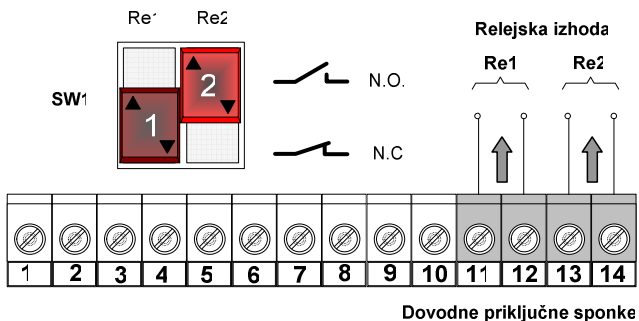 Re1 Re2
Relejska izhoda
Re1 Re2
SW1
2
N.O.
1
N.C
1 2 3 4 5 6 7 8 9 10 11 12 13 14
Dovodne priključne sponke